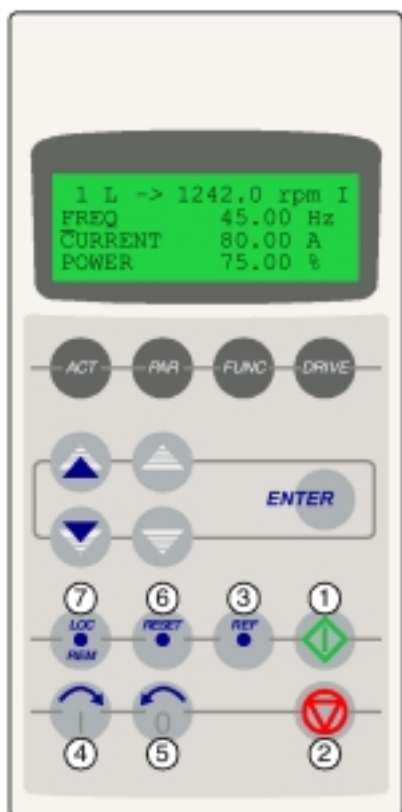 1 L -> 1242.0 rpm I
FREQ 45.00 Hz
CURRENT 80.00 A
POWER 75.00 %
ACT PAR FUNC DRIVE
ENTER
7 6 3 1
LOC REM RESET REF I
I 0
4 5 2